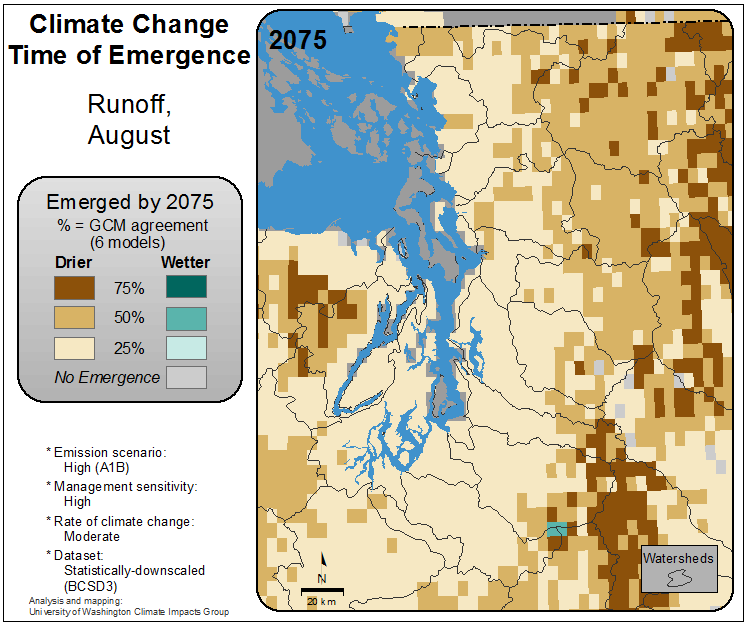 Climate Change
Time of Emergence
Runoff,
August
Emerged by 2075
% = GCM agreement
(6 models)
Drier Wetter
75%
50%
25%
No Emergence
* Emission scenario:
High (A1B)
* Management sensitivity:
High
* Rate of climate change:
Moderate
* Dataset:
Statistically-downscaled
(BCSD3)
Analysis and mapping:
University of Washington Climate Impacts Group
2075
N
20 km
Watersheds